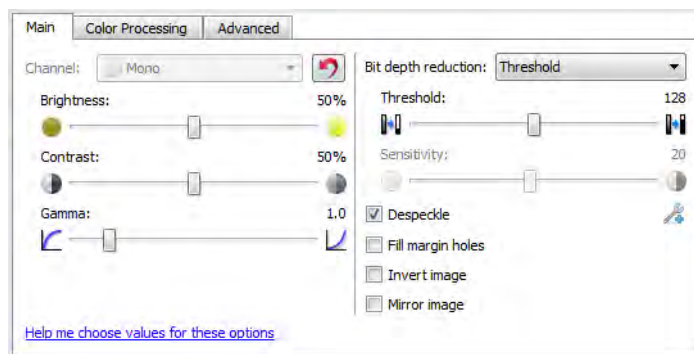 Main
Color Processing
Advanced
Channel:
Mono
Brightness:
50%
Contrast:
50%
Gamma:
1.0
Help me choose values for these options
Bit depth reduction:
Threshold
Threshold:
128
Sensitivity:
20
Despeckle
Fill margin holes
Invert image
Mirror image